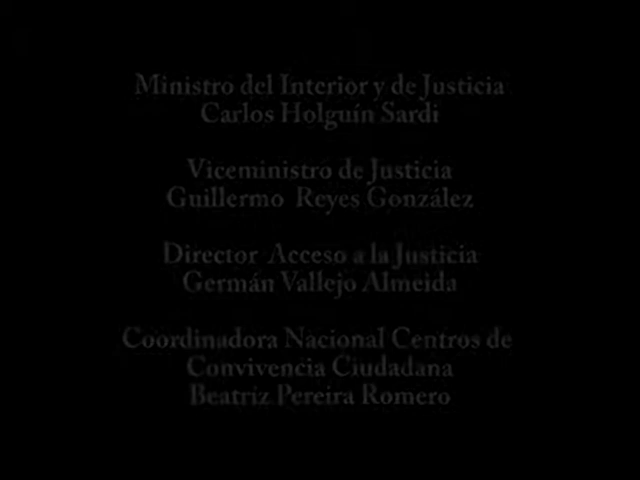 Ministro del Interior y de Justicia
Carlos Holguín Sardi
Viceministro de Justicia
Guillermo Reyes González
Director Acceso a la Justicia
Germán Vallejo Almeida
Coordinadora Nacional Centros de
Convivencia Ciudadana
Beatriz Pereira Romero